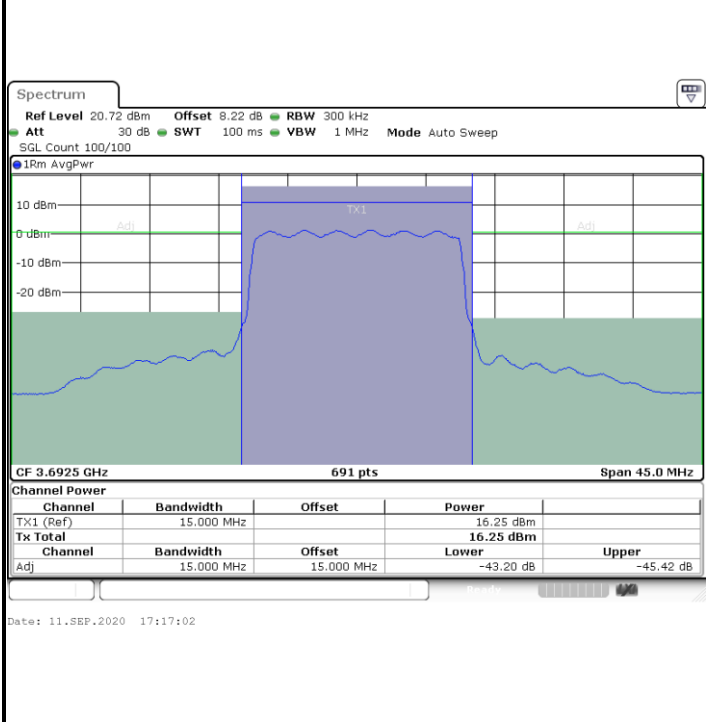 Spectrum
Ref Level 20.72 dBm Offset 8.22 dB RBW 300 kHz
Att 30 dB SWT 100 ms VBW 1 MHz Mode Auto Sweep
SGL Count 100/100
1Rm AvgPwr
10 dBm
TX1
Adj Adj
0 dBm
-10 dBm
-20 dBm
CF 3.6925 GHz 691 pts Span 45.0 MHz
Channel Power
Channel Bandwidth Offset Power
TX1 (Ref) 15.000 MHz 16.25 dBm
Tx Total 16.25 dBm
Channel Bandwidth Offset Lower Upper
Adj 15.000 MHz 15.000 MHz -43.20 dB -45.42 dB
Ready
Date: 11.SEP.2020 17:17:02